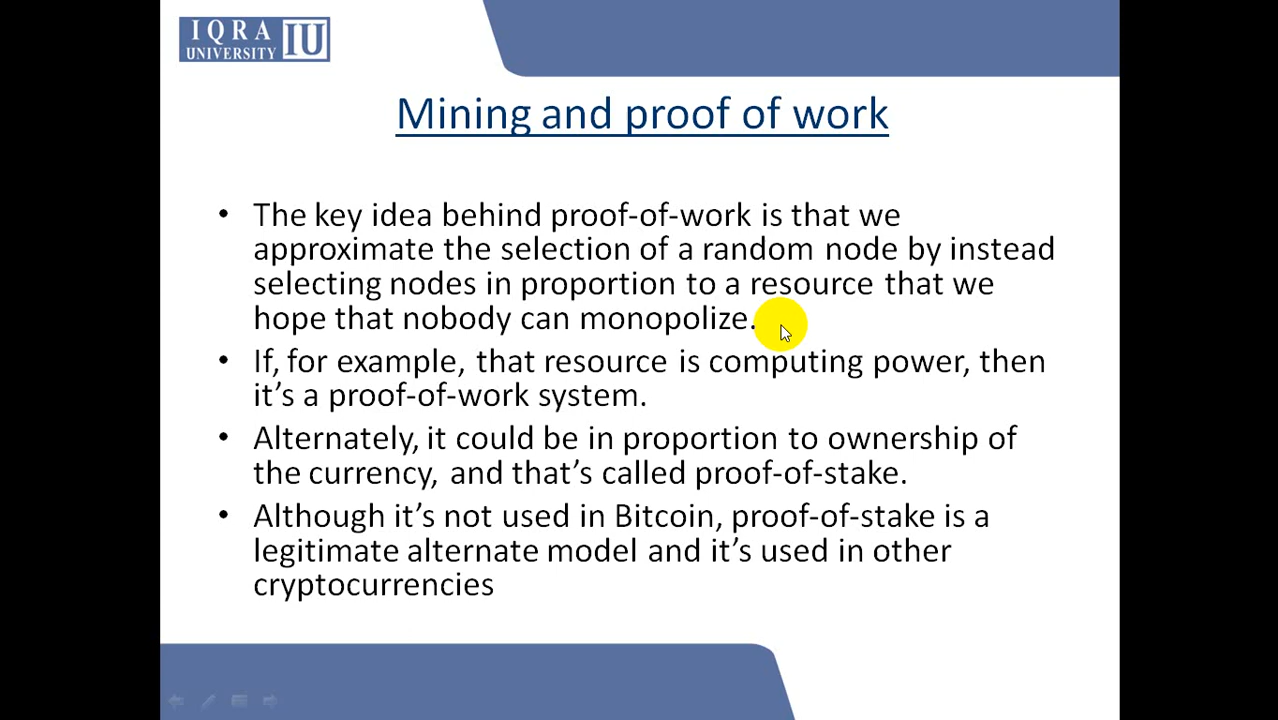 IQRA
UNIVERSITY IU
Mining and proof of work
• The key idea behind proof-of-work is that we
approximate the selection of a random node by instead
selecting nodes in proportion to a resource that we
hope that nobody can monopolize.
• If, for example, that resource is computing power, then
it’s a proof-of-work system.
• Alternately, it could be in proportion to ownership of
the currency, and that’s called proof-of-stake.
• Although it’s not used in Bitcoin, proof-of-stake is a
legitimate alternate model and it’s used in other
cryptocurrencies